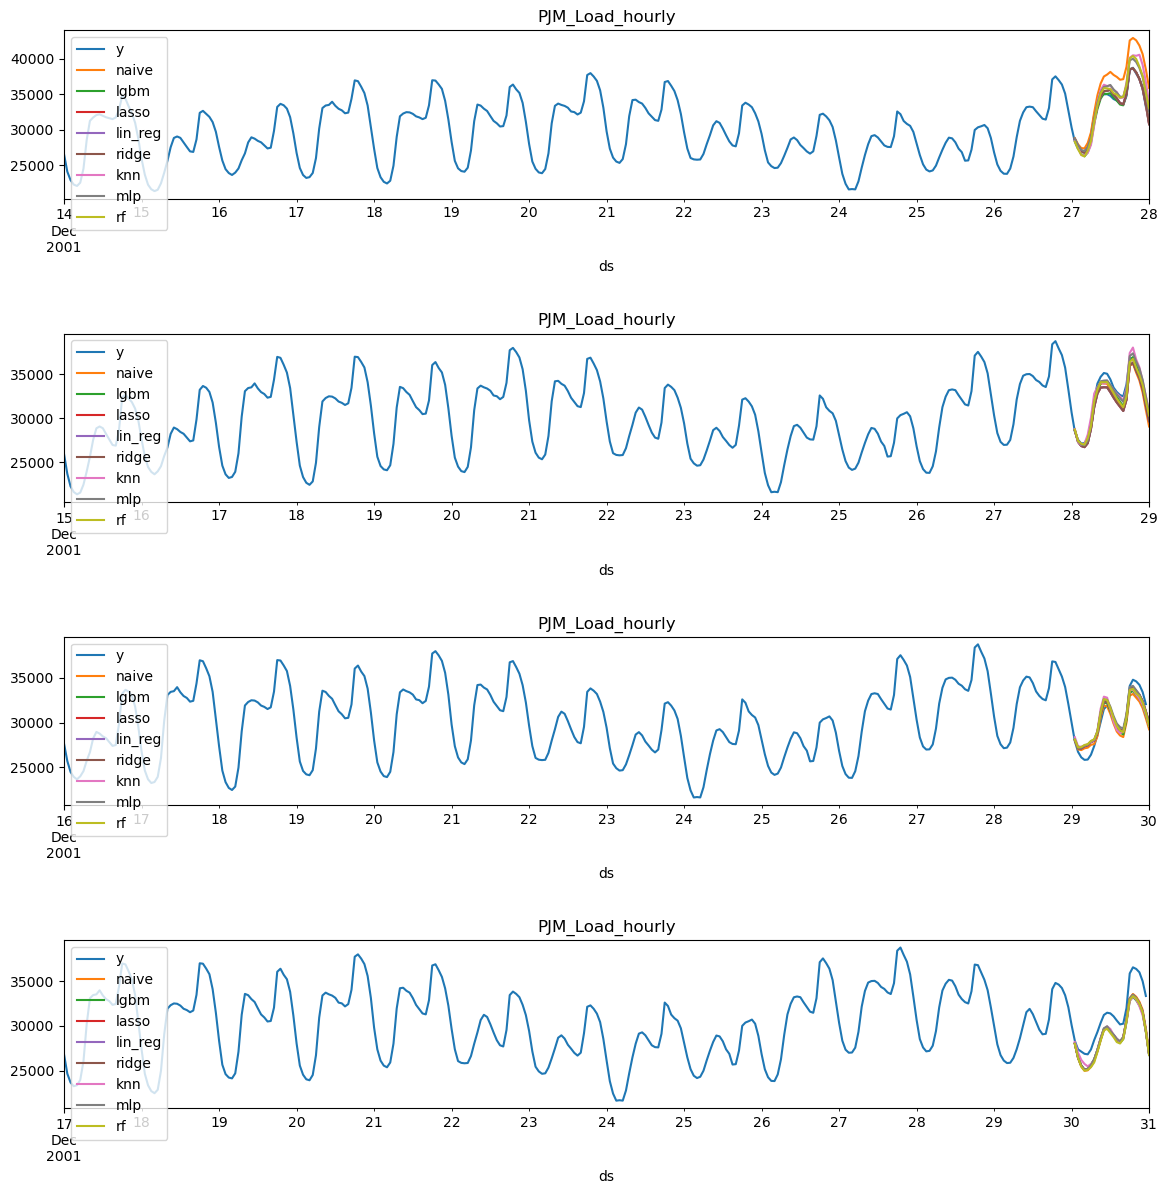 PJM_Load_hourly
40000
35000
30000
25000
y
naive
lgbm
lasso
lin_reg
ridge
knn
mlp
rf
14 15 16 17 18 19 20 21 22 23 24 25 26 27 28
Dec
2001
ds
PJM_Load_hourly
35000
30000
25000
y
naive
lgbm
lasso
lin_reg
ridge
knn
mlp
rf
15 16 17 18 19 20 21 22 23 24 25 26 27 28 29
Dec
2001
ds
PJM_Load_hourly
35000
30000
25000
y
naive
lgbm
lasso
lin_reg
ridge
knn
mlp
rf
16 17 18 19 20 21 22 23 24 25 26 27 28 29 30
Dec
2001
ds
PJM_Load_hourly
35000
30000
25000
y
naive
lgbm
lasso
lin_reg
ridge
knn
mlp
rf
17 18 19 20 21 22 23 24 25 26 27 28 29 30 31
Dec
2001
ds